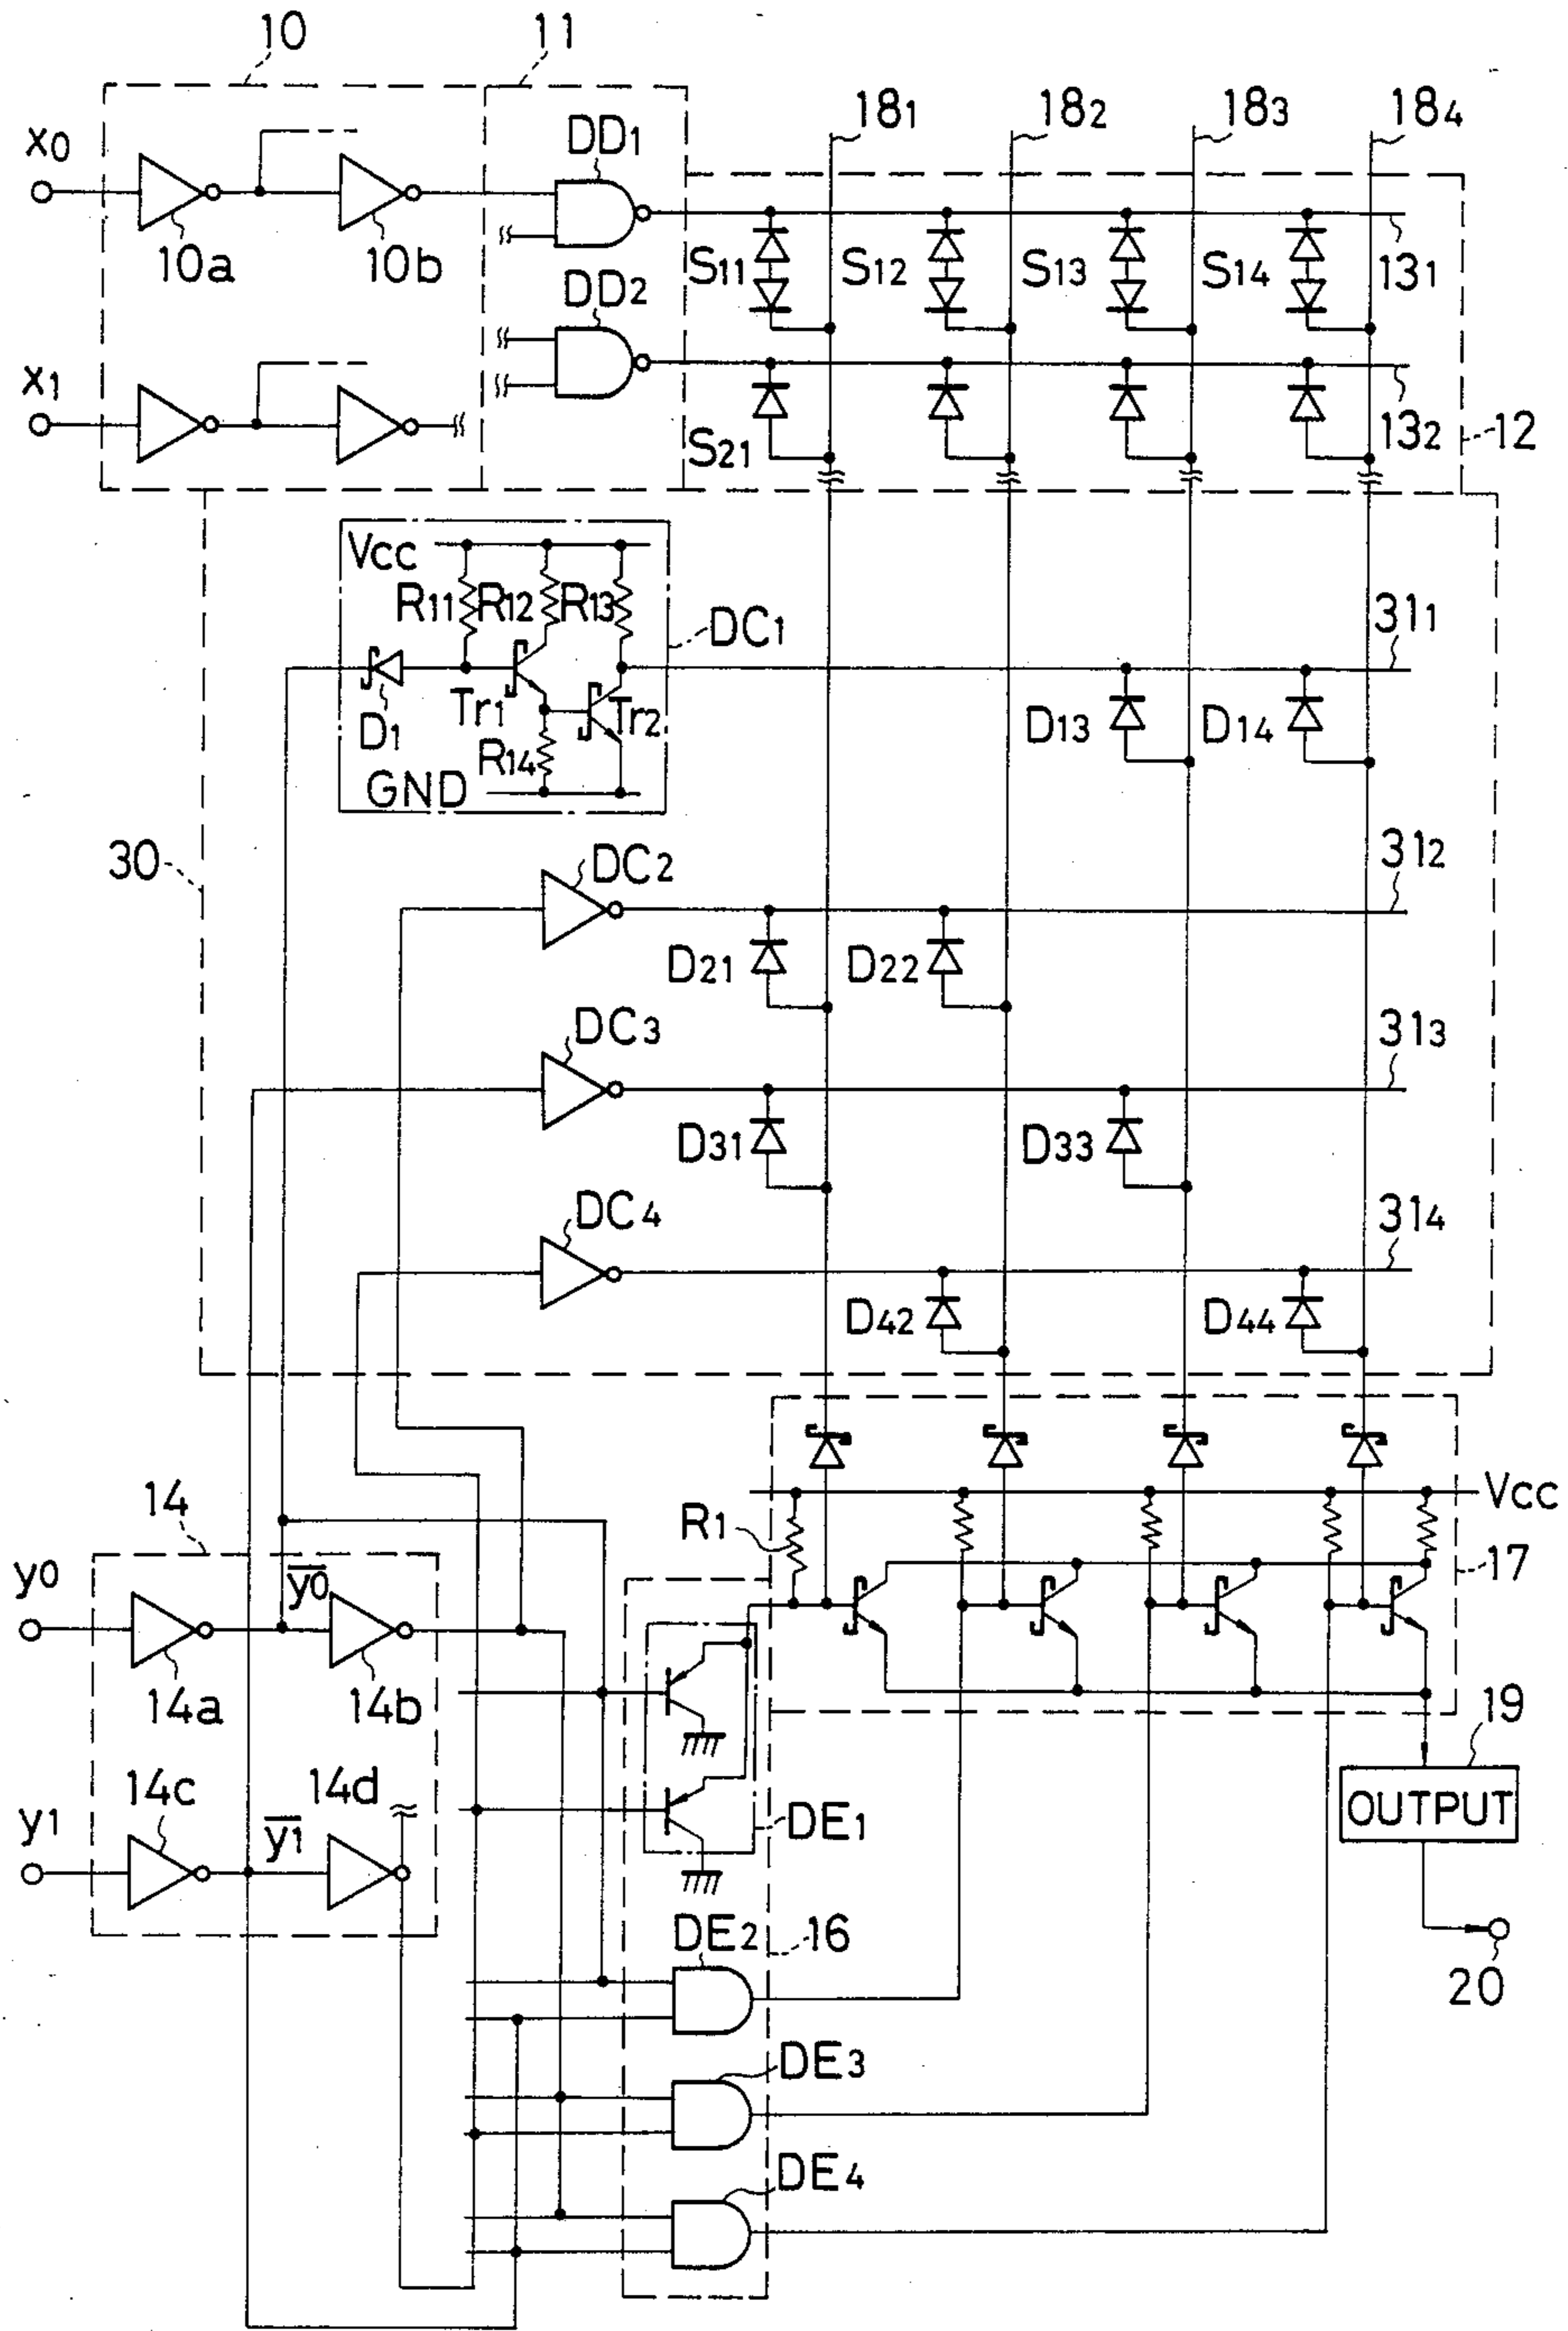 10 11
18₁ 18₂ 18₃ 18₄
x₀ DD₁
10a 10b
S₁₁ S₁₂ S₁₃ S₁₄ 13₁
DD₂
x₁
S₂₁ 13₂ 12
Vcc
R₁₁ R₁₂ R₁₃ DC₁ 31₁
D₁ Tr₁ Tr₂ D₁₃ D₁₄
R₁₄
GND
30 DC₂ 31₂
D₂₁ D₂₂
DC₃ 31₃
D₃₁ D₃₃
DC₄ 31₄
D₄₂ D₄₄
14 R₁ Vcc
y₀ y̅₀ 17
14a 14b 19
14c 14d
y₁ y̅₁ DE₁ OUTPUT
DE₂ 16
20
DE₃
DE₄